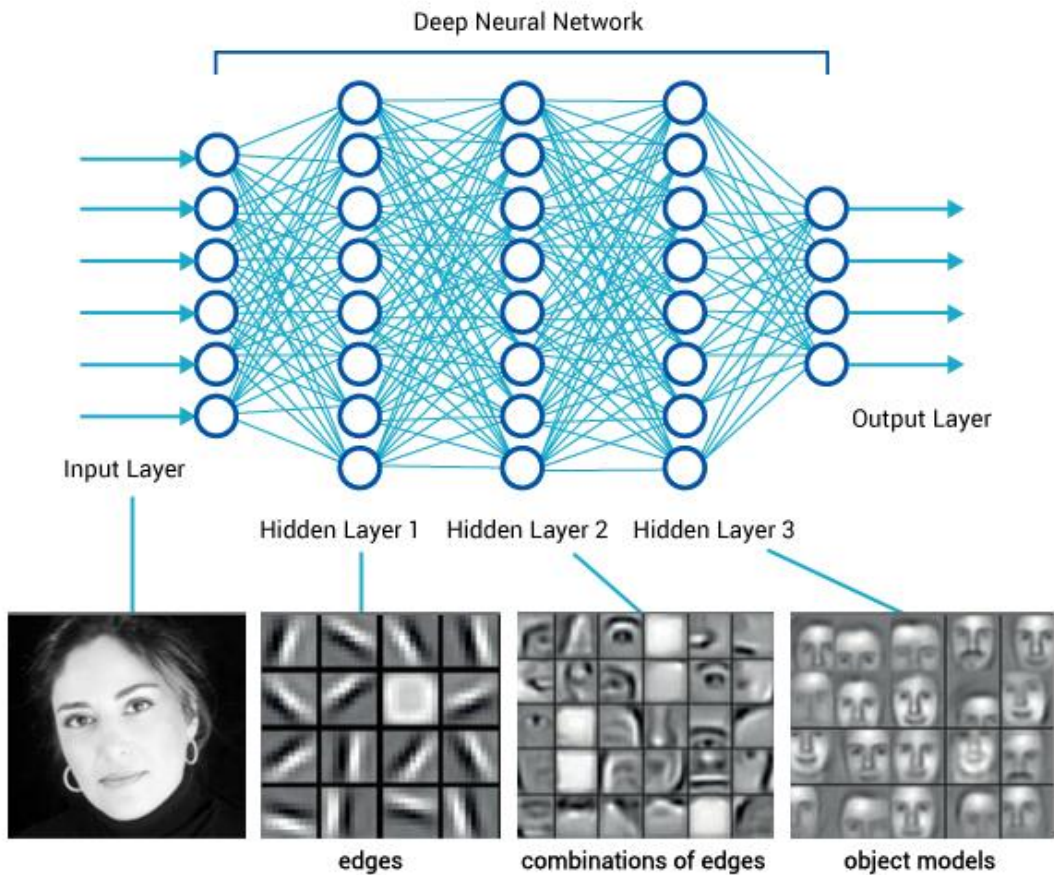 Deep Neural Network
Output Layer
Input Layer
Hidden Layer 1
Hidden Layer 2
Hidden Layer 3
edges
combinations of edges
object models